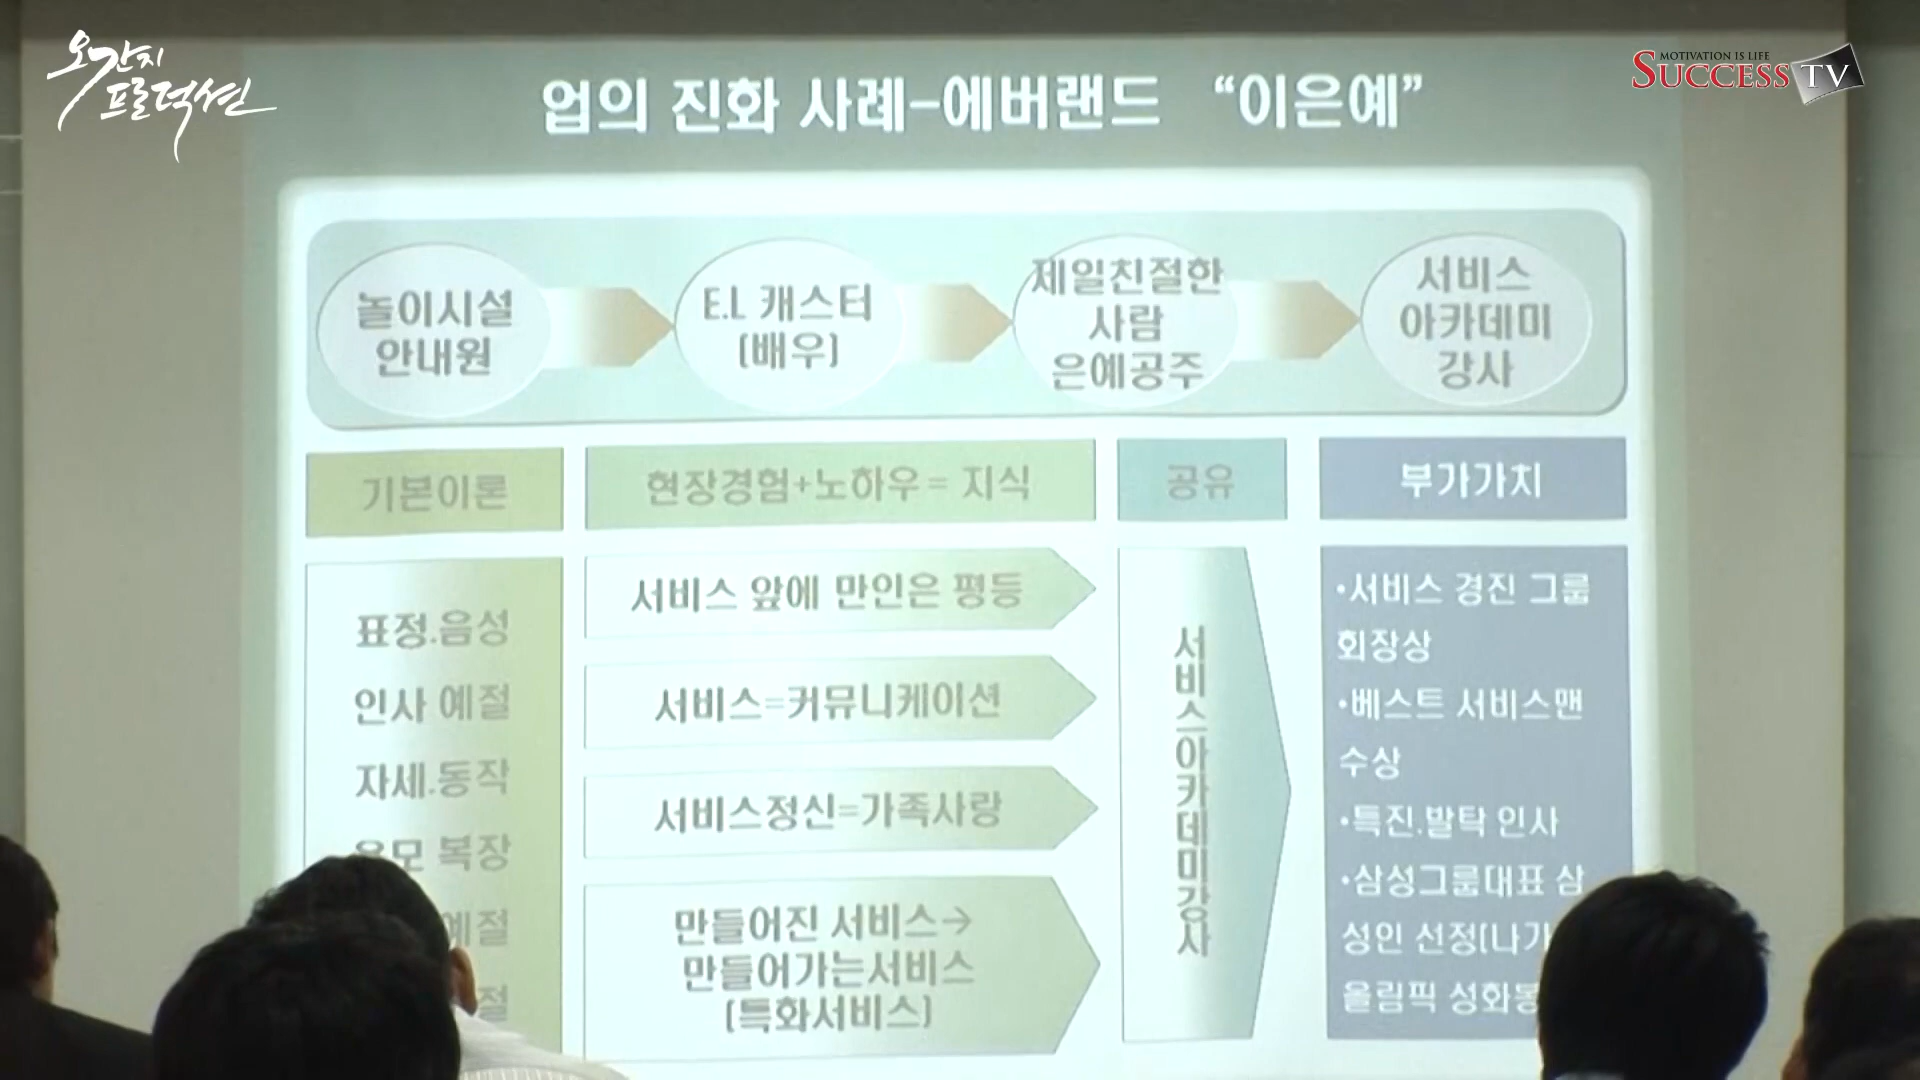 오간지
프로덕션
MOTIVATION IS LIFE
SUCCESS TV
업의 진화 사례-에버랜드 “이은예”
놀이시설
안내원
E.L 캐스터
(배우)
제일친절한
사람
은예공주
서비스
아카데미
강사
기본이론
현장경험+노하우= 지식
공유
부가가치
표정.음성
인사 예절
자세.동작
용모 복장
예절
절
서비스 앞에 만인은 평등
서비스=커뮤니케이션
서비스정신=가족사랑
만들어진 서비스→
만들어가는서비스
(특화서비스)
서비스아카데미강사
•서비스 경진 그룹
회장상
•베스트 서비스맨
수상
•특진.발탁 인사
•삼성그룹대표 삼
성인 선정(나가
올림픽 성화봉